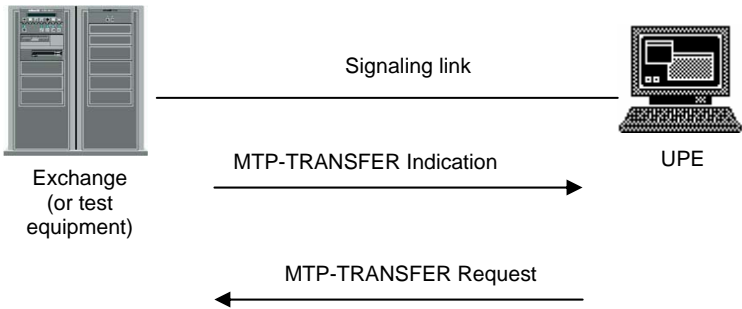 Signaling link
MTP-TRANSFER Indication
UPE
Exchange
(or test
equipment)
MTP-TRANSFER Request